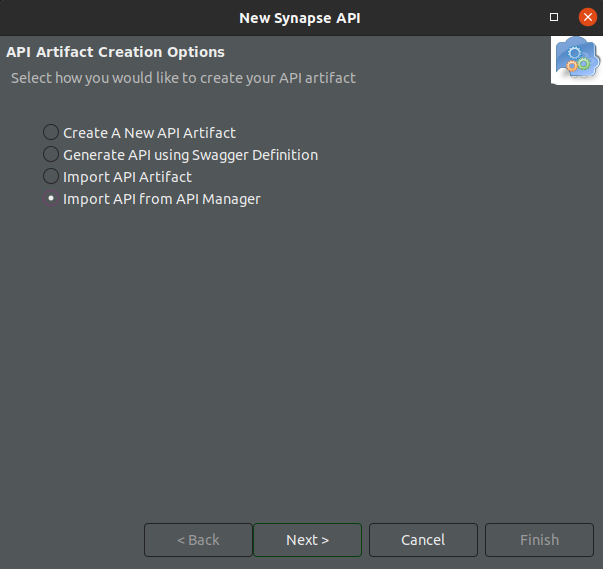 New Synapse API
API Artifact Creation Options
Select how you would like to create your API artifact
Create A New API Artifact
Generate API using Swagger Definition
Import API Artifact
Import API from API Manager
< Back
Next >
Cancel
Finish